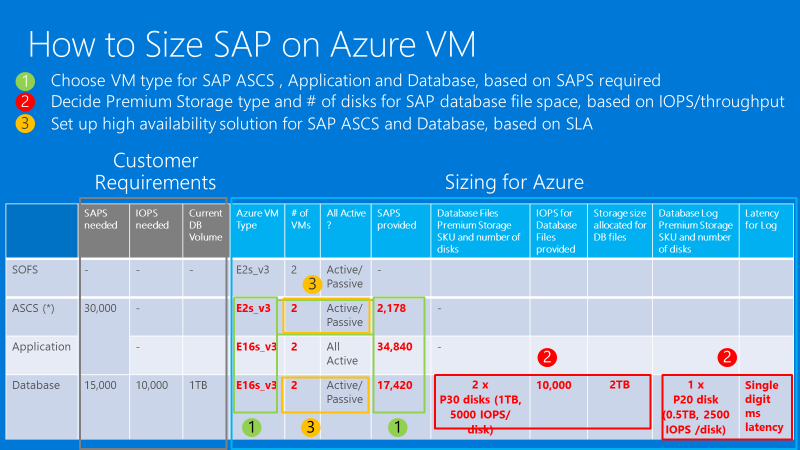 How to Size SAP on Azure VM
1 Choose VM type for SAP ASCS , Application and Database, based on SAPS required
2 Decide Premium Storage type and # of disks for SAP database file space, based on IOPS/throughput
3 Set up high availability solution for SAP ASCS and Database, based on SLA
Customer
Requirements
Sizing for Azure
SAPS IOPS Current Azure VM # of All Active SAPS Database Files IOPS for Storage size Database Log Latency
needed needed DB Type VMs ? provided Premium Storage Database allocated for Premium Storage for Log
Volume SKU and number of Files DB files SKU and number
disks provided of disks
SOFS - - - E2s_v3 2 Active/ -
3 Passive
ASCS (*) 30,000 - E2s_v3 2 Active/ 2,178 -
Passive
Application - E16s_v3 2 All 34,840 -
Active 2 2
Database 15,000 10,000 1TB E16s_v3 2 Active/ 17,420 2 x 10,000 2TB 1 x Single
Passive P30 disks (1TB, P20 disk digit
5000 IOPS/ (0.5TB, 2500 ms
1 3 1 disk) IOPS /disk) latency